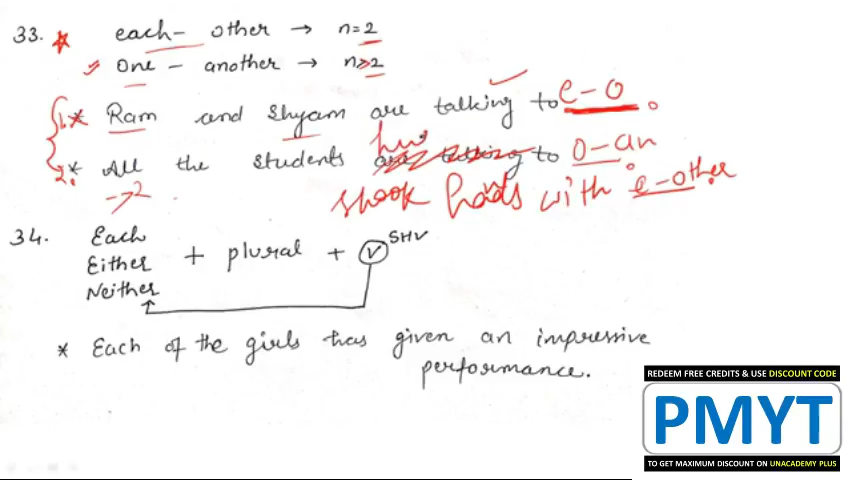 33. * each- other → n=2
One - another → n>2
1.* Ram and Shyam are talking to e-o.
2.* All the students are talking to o-an
→2 shook hands with e-other
34. Each
Either + plural + V SHV
Neither
* Each of the girls has given an impressive
performance.
REDEEM FREE CREDITS & USE DISCOUNT CODE
PMYT
TO GET MAXIMUM DISCOUNT ON UNACADEMY PLUS